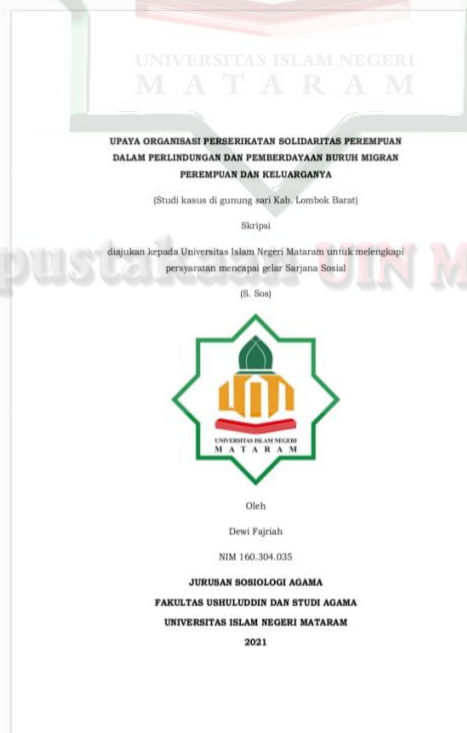 UNIVERSITAS ISLAM NEGERI
MATARAM
UPAYA ORGANISASI PERSERIKATAN SOLIDARITAS PEREMPUAN
DALAM PERLINDUNGAN DAN PEMBERDAYAAN BURUH MIGRAN
PEREMPUAN DAN KELUARGANYA
(Studi kasus di gunung sari Kab. Lombok Barat)
Skripsi
diajukan kepada Universitas Islam Negeri Mataram untuk melengkapi
persyaratan mencapai gelar Sarjana Sosial
UIN M
(S. Sos)
UNIVERSITAS ISLAM NEGERI
MATARAM
Oleh
Dewi Fajriah
NIM 160.304.035
JURUSAN SOSIOLOGI AGAMA
FAKULTAS USHULUDDIN DAN STUDI AGAMA
UNIVERSITAS ISLAM NEGERI MATARAM
2021